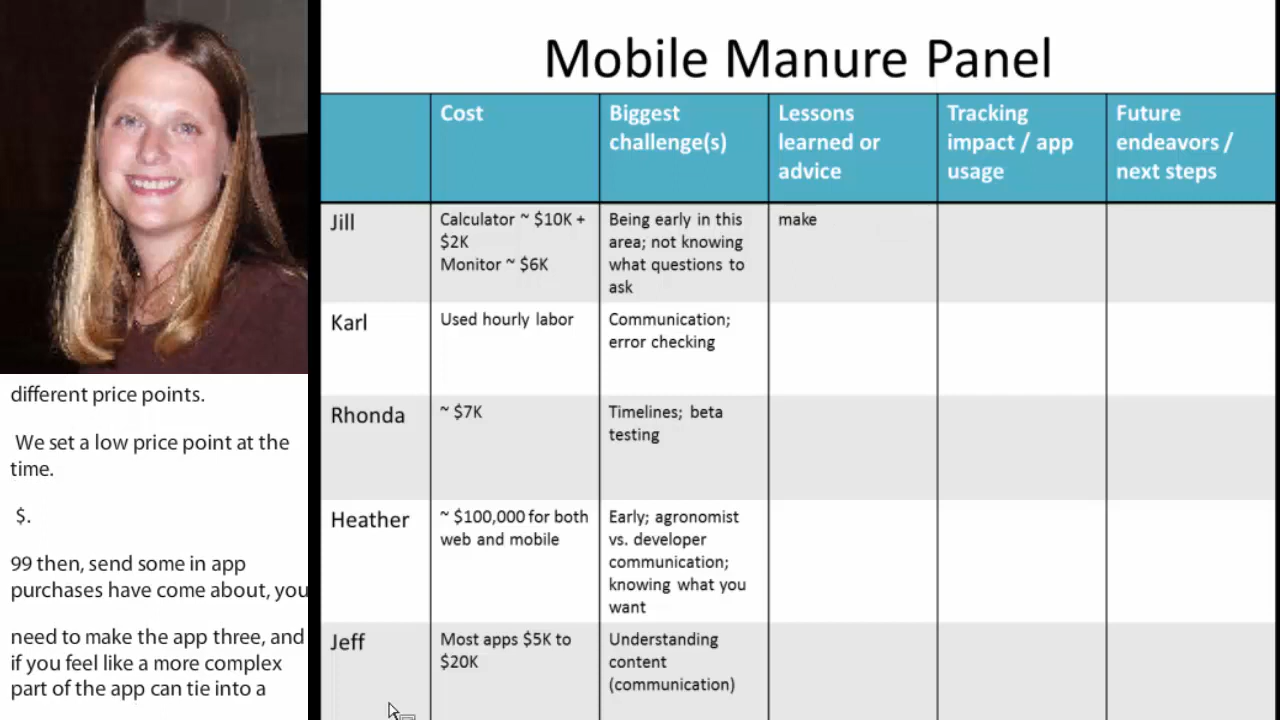 Mobile Manure Panel
Cost
Biggest challenge(s)
Lessons learned or advice
Tracking impact / app usage
Future endeavors / next steps
Jill
Calculator ~ $10K + $2K
Monitor ~ $6K
Being early in this area; not knowing what questions to ask
make
Karl
Used hourly labor
Communication; error checking
Rhonda
~ $7K
Timelines; beta testing
Heather
~ $100,000 for both web and mobile
Early; agronomist vs. developer communication; knowing what you want
Jeff
Most apps $5K to $20K
Understanding content (communication)
different price points.
We set a low price point at the
time.
$.
99 then, send some in app
purchases have come about, you
need to make the app three, and
if you feel like a more complex
part of the app can tie into a